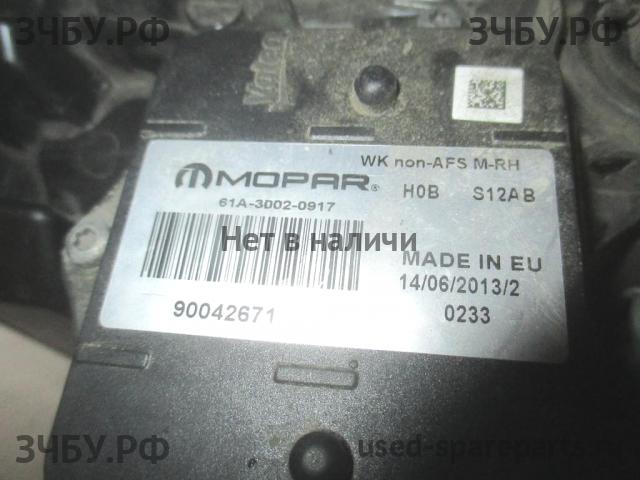 ЗЧБУ.РФ
ЗЧБУ.РФ
Valeo
WK non-AFS M-RH
MOPAR®
H0B S12AB
61A-3D02-0917
Нет в наличи
MADE IN EU
14/06/2013/2
90042671
0233
ЗЧБУ.РФ
used-spareparts.ru